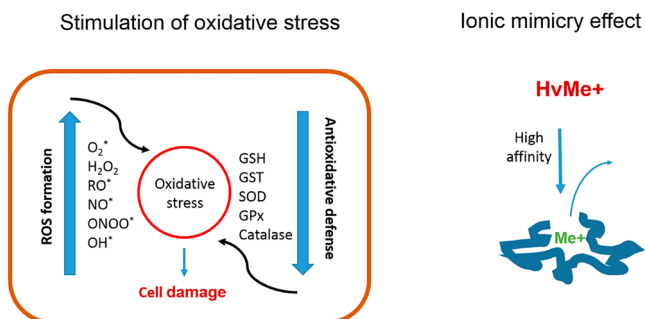 Stimulation of oxidative stress
Ionic mimicry effect
ROS formation
O₂*
H₂O₂
RO*
NO*
ONOO*
OH*
Oxidative
stress
Cell damage
GSH
GST
SOD
GPx
Catalase
Antioxidative defense
HvMe+
High
affinity
Me+